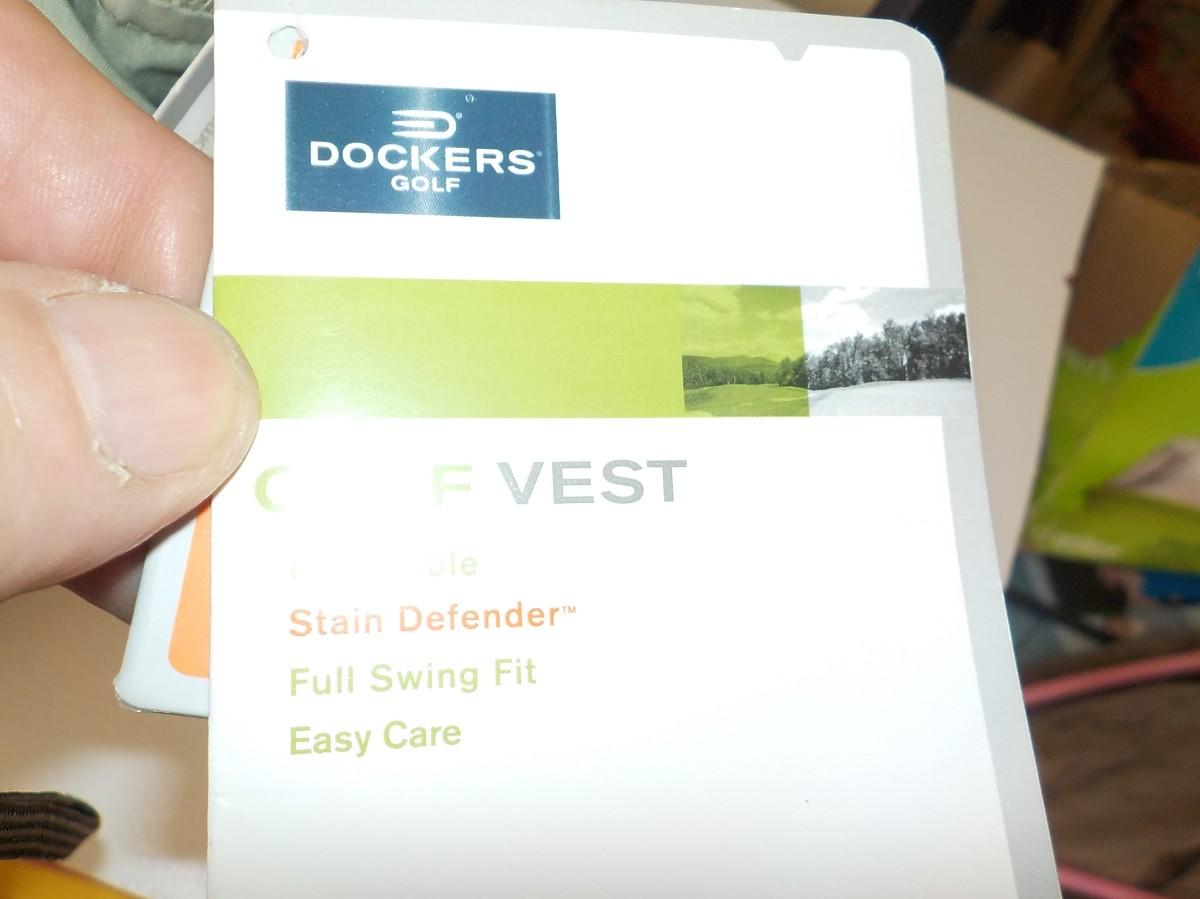 DOCKERS®
GOLF
VEST
Stain Defender™
Full Swing Fit
Easy Care